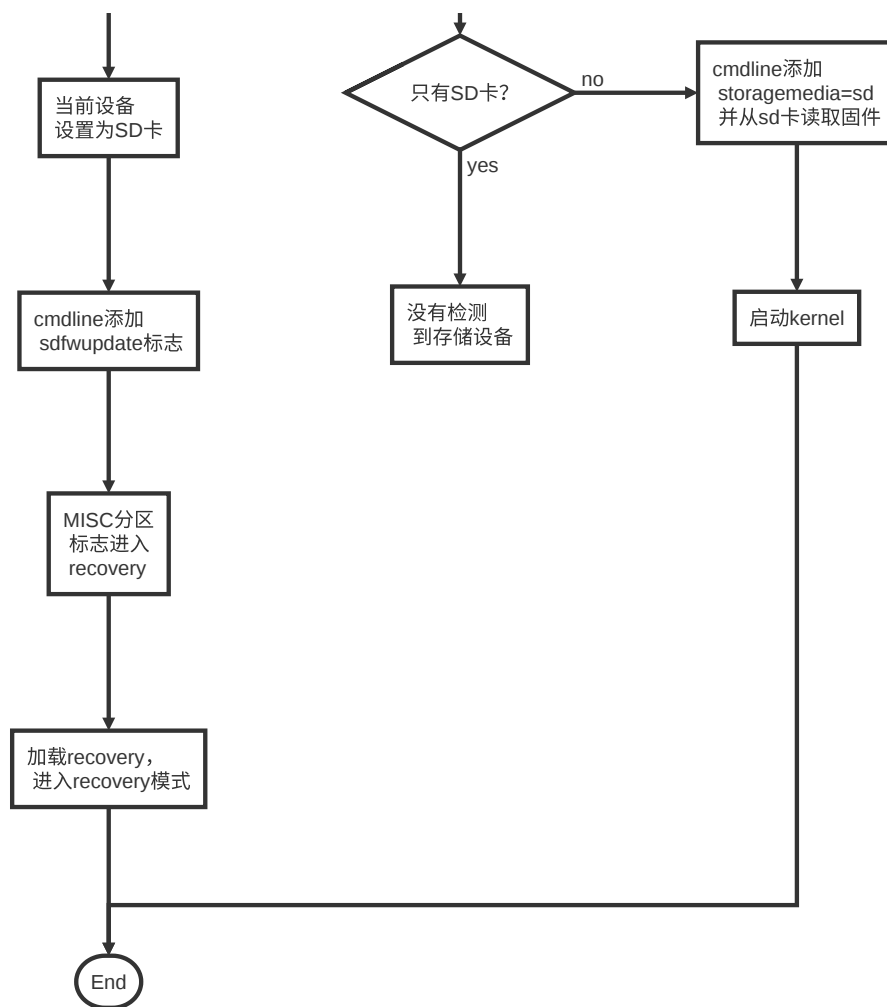 当前设备
设置为SD卡
只有SD卡?
no
yes
cmdline添加
storagemedia=sd
并从sd卡读取固件
cmdline添加
sdfwupdate标志
没有检测
到存储设备
启动kernel
MISC分区
标志进入
recovery
加载recovery，
进入recovery模式
End